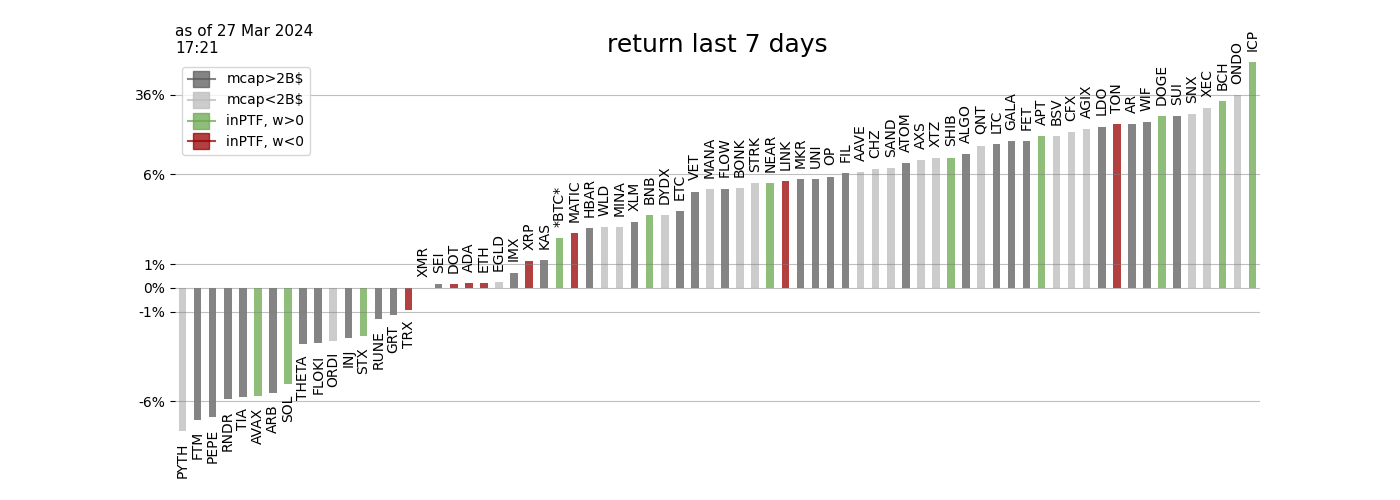 as of 27 Mar 2024
17:21
return last 7 days
mcap>2B$
mcap<2B$
inPTF, w>0
inPTF, w<0
36%
6%
1%
0%
-1%
-6%
PYTH
FTM
PEPE
RNDR
TIA
AVAX
ARB
SOL
THETA
FLOKI
ORDI
INJ
STX
RUNE
GRT
TRX
XMR
SEI
DOT
ADA
ETH
EGLD
IMX
XRP
KAS
*BTC*
MATIC
HBAR
WLD
MINA
XLM
BNB
DYDX
ETC
VET
MANA
FLOW
BONK
STRK
NEAR
LINK
MKR
UNI
OP
FIL
AAVE
CHZ
SAND
ATOM
AXS
XTZ
SHIB
ALGO
QNT
LTC
GALA
FET
APT
BSV
CFX
AGIX
LDO
TON
AR
WIF
DOGE
SUI
SNX
XEC
BCH
ONDO
ICP